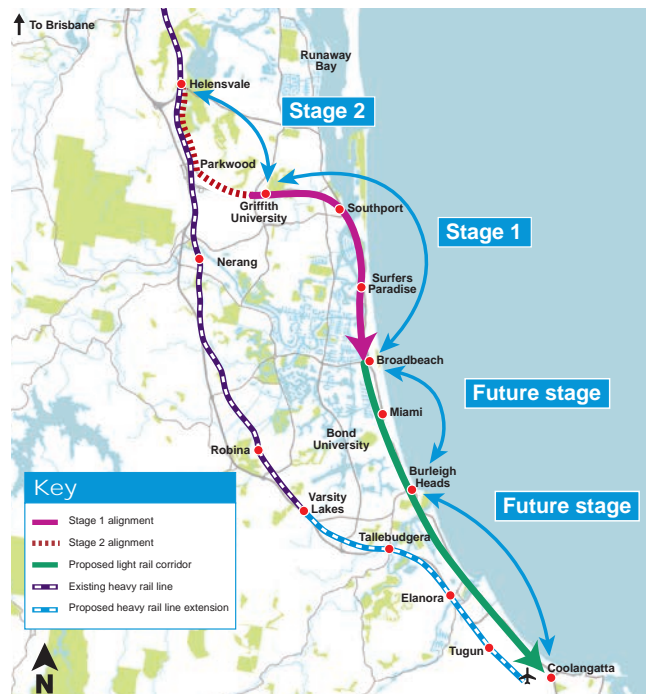 To Brisbane
Runaway
Bay
Helensvale
Stage 2
Parkwood
Griffith
University
Southport
Stage 1
Nerang
Surfers
Paradise
Broadbeach
Future stage
Miami
Bond
University
Robina
Burleigh
Heads
Key
Varsity
Lakes
Future stage
Stage 1 alignment
Stage 2 alignment
Tallebudgera
Proposed light rail corridor
Existing heavy rail line
Elanora
Proposed heavy rail line extension
Tugun
N
Coolangatta